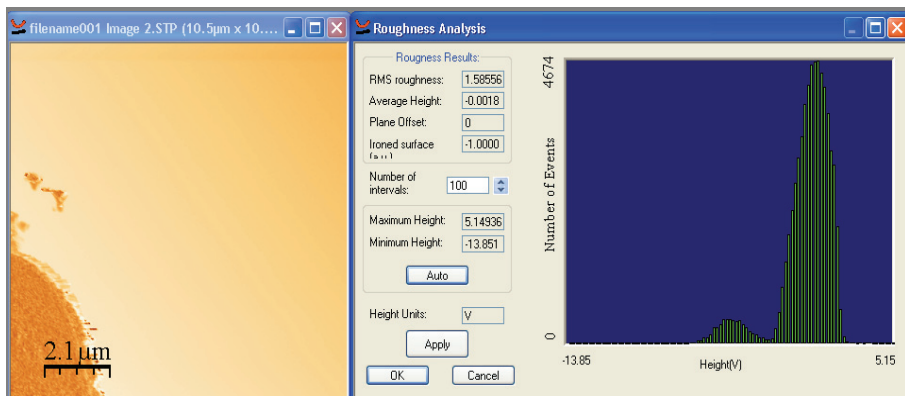 filename001 Image 2.STP (10.5µm x 10....
2.1µm
Roughness Analysis
Rougness Results:
RMS roughness: 1.58556
Average Height: -0.0018
Plane Offset: 0
Ironed surface -1.0000
Number of
intervals: 100
Maximum Height: 5.14936
Minimum Height: -13.851
Auto
Height Units: V
Apply
OK Cancel
4674
Number of Events
0
-13.85 Height(V) 5.15